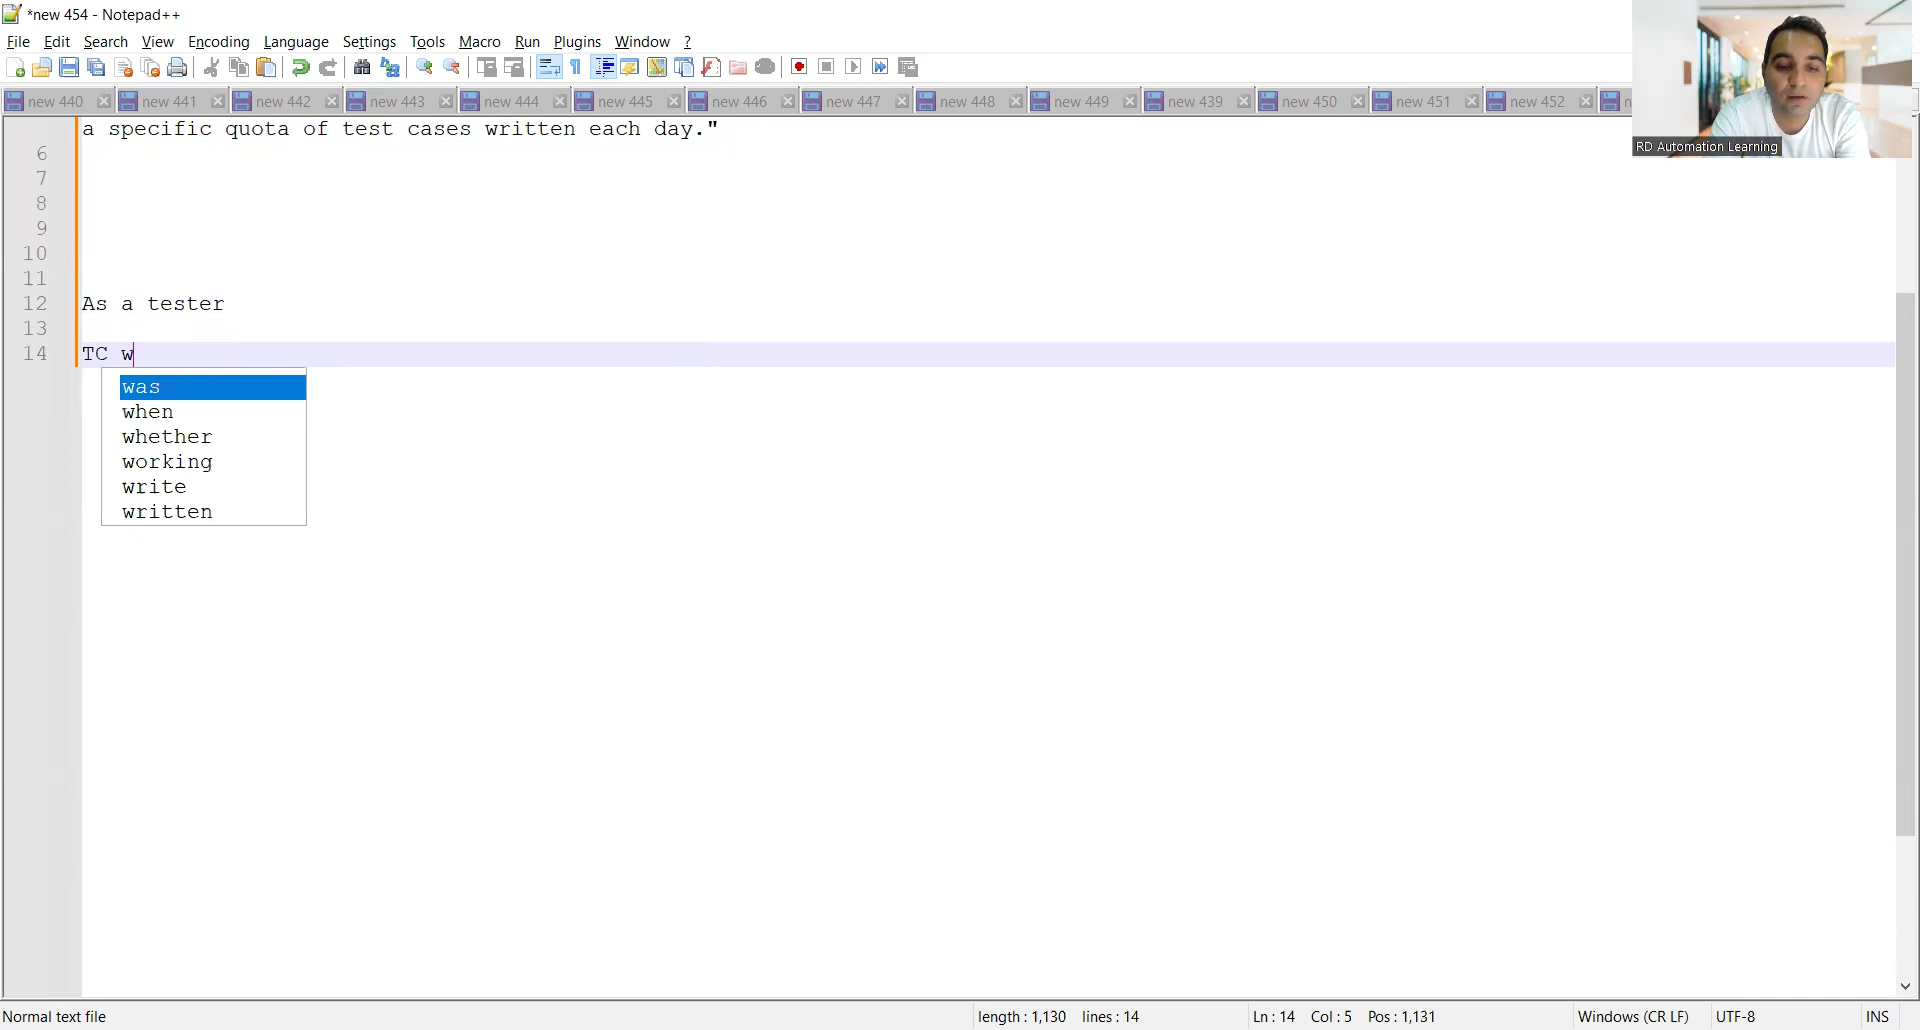 *new 454 - Notepad++
File Edit Search View Encoding Language Settings Tools Macro Run Plugins Window ?
new 440 new 441 new 442 new 443 new 444 new 445 new 446 new 447 new 448 new 449 new 439 new 450 new 451 new 452 n
RD Automation Learning
a specific quota of test cases written each day."
6
7
8
9
10
11
12 As a tester
13
14 TC w
was
when
whether
working
write
written
Normal text file length : 1,130 lines : 14 Ln : 14 Col : 5 Pos : 1,131 Windows (CR LF) UTF-8 INS